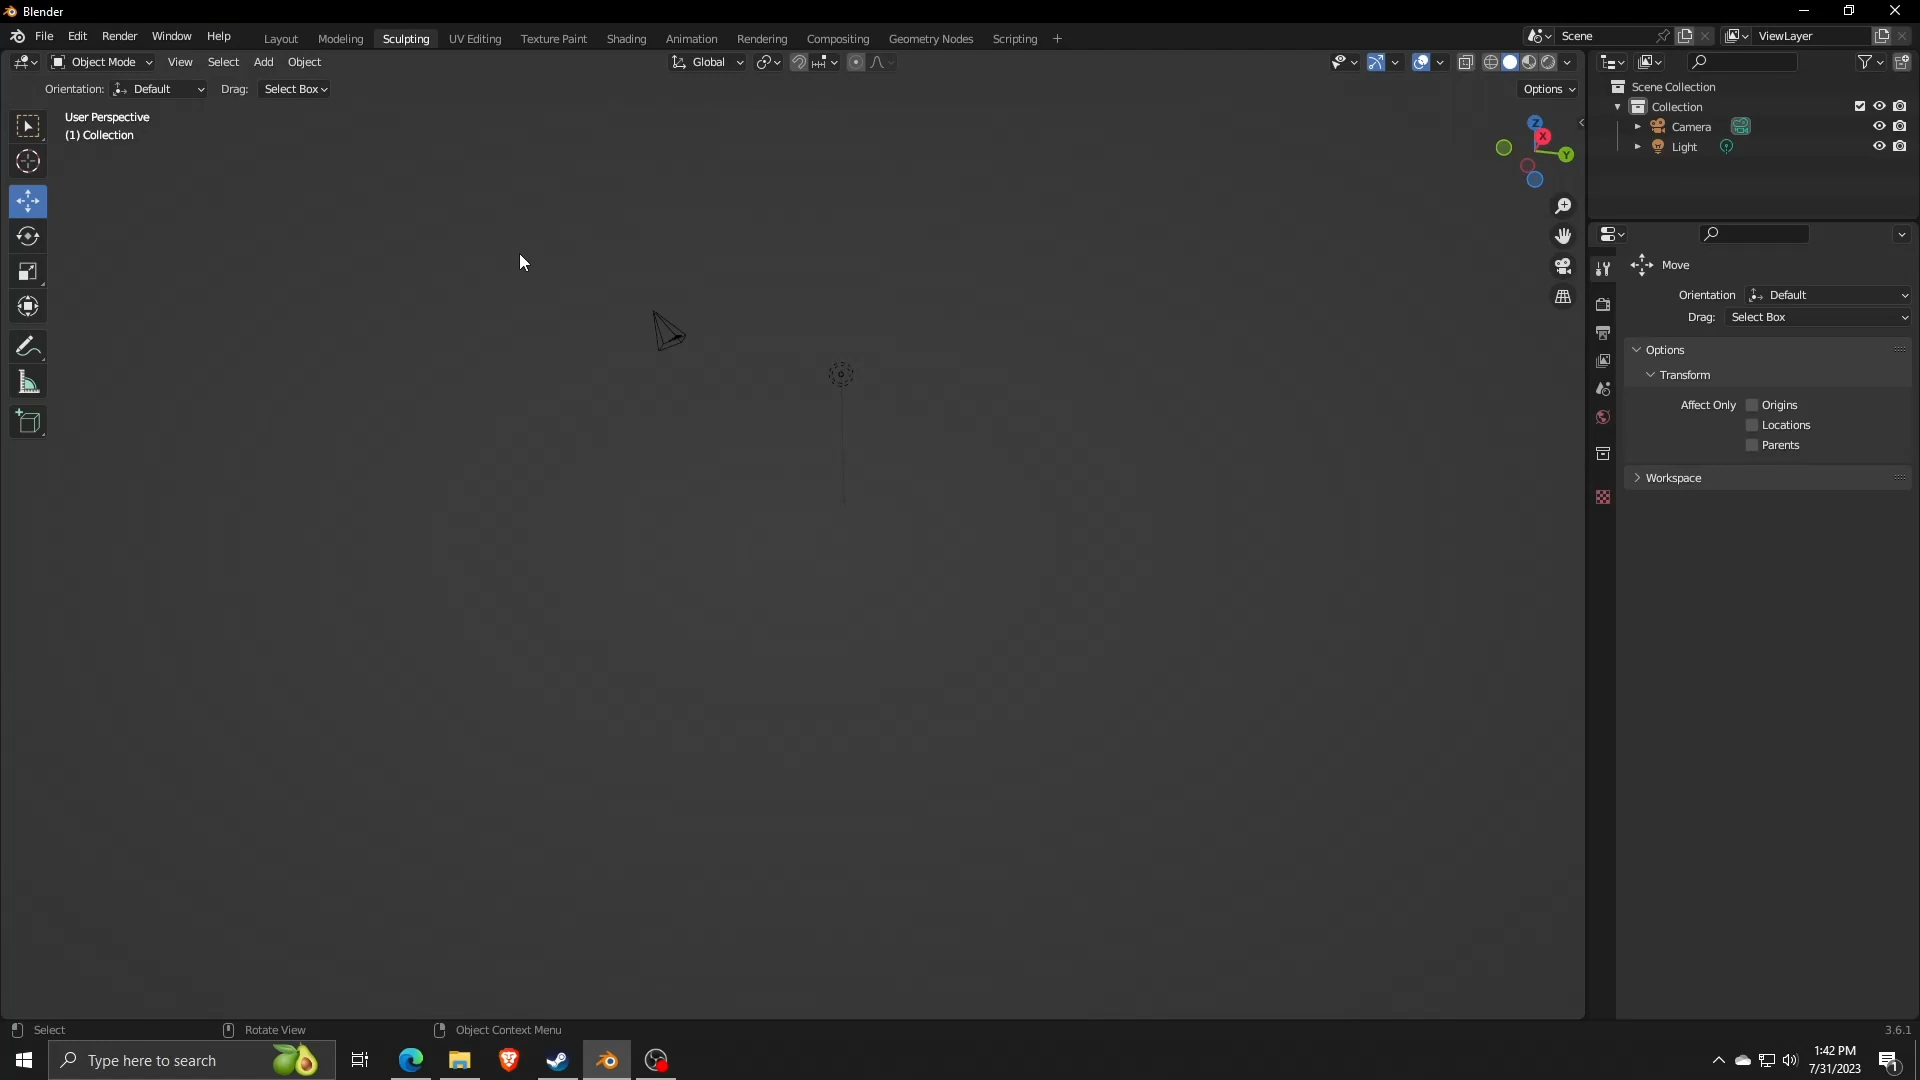 Blender
File Edit Render Window Help Layout Modeling Sculpting UV Editing Texture Paint Shading Animation Rendering Compositing Geometry Nodes Scripting + Scene ViewLayer
Object Mode View Select Add Object Global
Orientation: Default Drag: Select Box Options
User Perspective
(1) Collection
Z
X
Y
Scene Collection
Collection
Camera
Light
Move
Orientation Default
Drag: Select Box
Options
Transform
Affect Only Origins
Locations
Parents
Workspace
Select Rotate View Object Context Menu 3.6.1
Type here to search
1:42 PM
7/31/2023
1